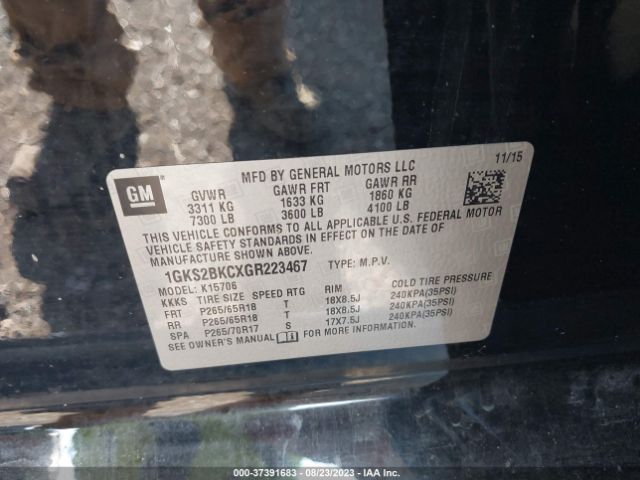 MFD BY GENERAL MOTORS LLC 11/15
GM
GVWR GAWR FRT GAWR RR
3311 KG 1633 KG 1860 KG
7300 LB 3600 LB 4100 LB
THIS VEHICLE CONFORMS TO ALL APPLICABLE U.S. FEDERAL MOTOR
VEHICLE SAFETY STANDARDS IN EFFECT ON THE DATE OF
MANUFACTURE SHOWN ABOVE.
1GKS2BKCXGR223467 TYPE: M.P.V.
MODEL: K15706
KKKS TIRE SIZE SPEED RTG RIM COLD TIRE PRESSURE
FRT P265/65R18 T 18X8.5J 240KPA(35PSI)
RR P265/65R18 T 18X8.5J 240KPA(35PSI)
SPA P265/70R17 S 17X7.5J 240KPA(35PSI)
SEE OWNER'S MANUAL FOR MORE INFORMATION.
000-37391683 - 08/23/2023 - IAA Inc.